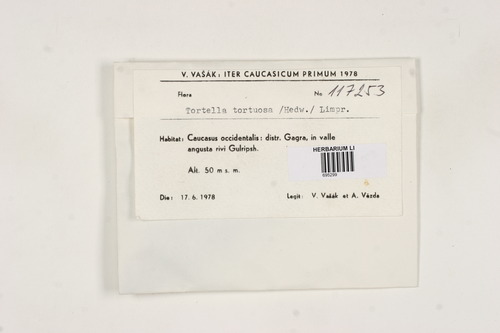 V. VAŠÁK: ITER CAUCASICUM PRIMUM 1978
Flora No 117253
Tortella tortuosa /Hedw./ Limpr.
Habitat: Caucasus occidentalis: distr. Gagra, in valle
angusta rivi Gulripsh.
HERBARIUM LI
Alt. 50 m s. m.
Die: 17. 6. 1978 Legit: V. Vašák et A. Vězda